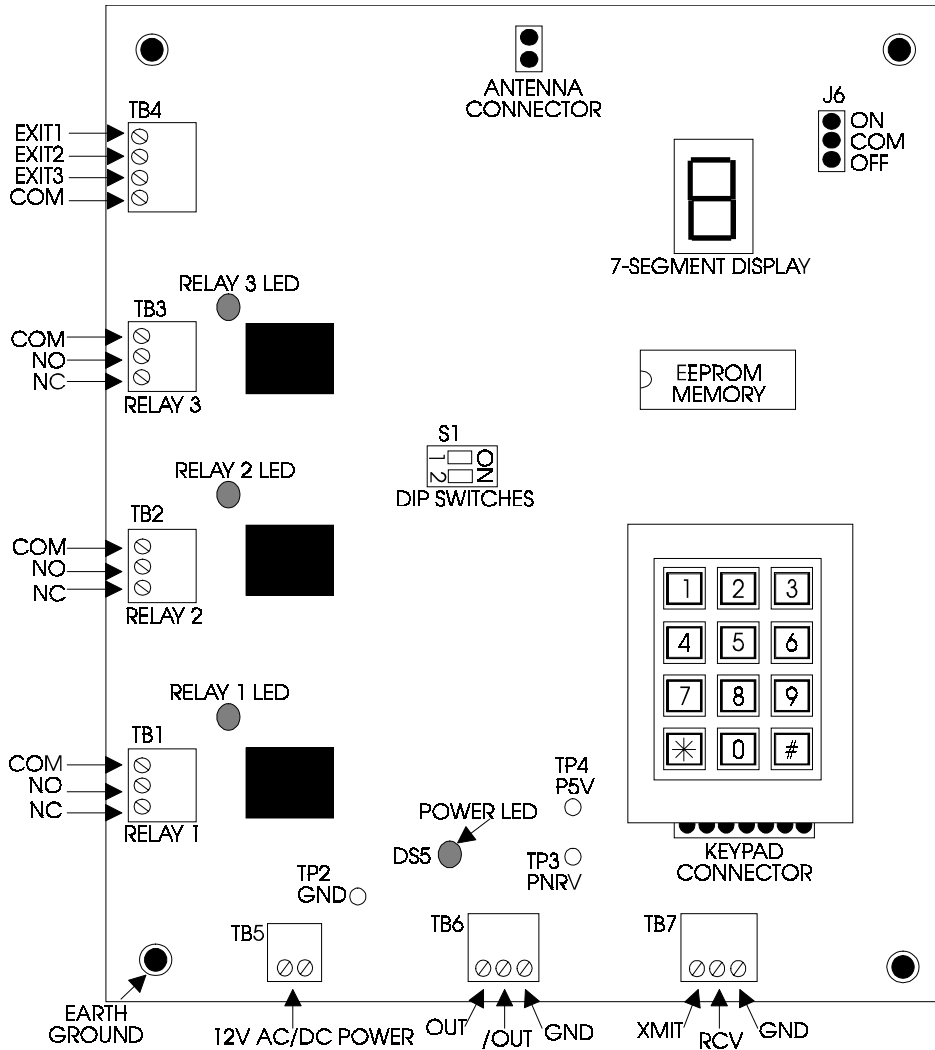 ANTENNA
CONNECTOR
J6
ON
COM
OFF
TB4
EXIT1
EXIT2
EXIT3
COM
7-SEGMENT DISPLAY
RELAY 3 LED
TB3
COM
NO
NC
RELAY 3
EEPROM
MEMORY
S1
1
2
ON
DIP SWITCHES
RELAY 2 LED
TB2
COM
NO
NC
RELAY 2
1 2 3
4 5 6
7 8 9
* 0 #
KEYPAD
CONNECTOR
RELAY 1 LED
TB1
COM
NO
NC
RELAY 1
TP4
P5V
POWER LED
DS5
TP3
PNRV
TP2
GND
TB5
TB6
TB7
EARTH
GROUND
12V AC/DC POWER
OUT
/OUT
GND
XMIT
RCV
GND